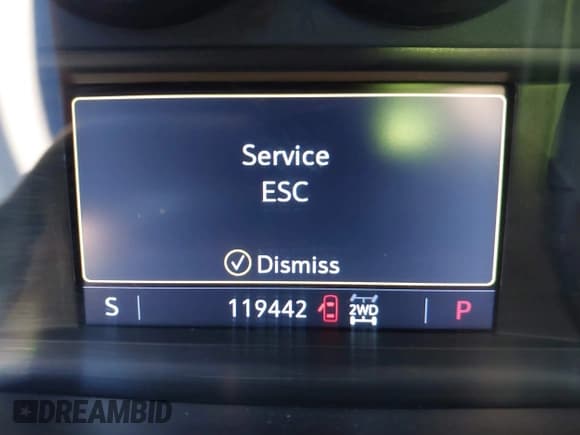 Service
ESC
Dismiss
S 119442 2WD P
DREAMBID